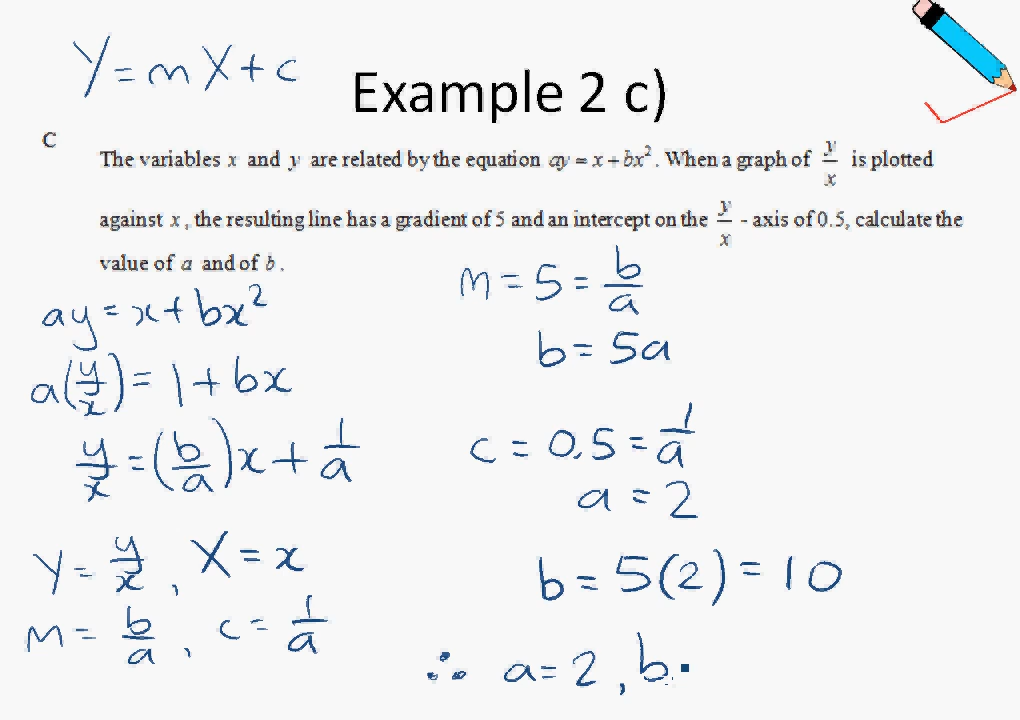 Y = mX + c
Example 2 c)
C
The variables x and y are related by the equation ay = x + bx². When a graph of y/x is plotted
against x, the resulting line has a gradient of 5 and an intercept on the y/x - axis of 0.5, calculate the
value of a and of b.
ay = x + bx²
a(y/x) = 1 + bx
y/x = (b/a)x + 1/a
Y = y/x, X = x
m = b/a, c = 1/a
m = 5 = b/a
b = 5a
c = 0.5 = 1/a
a = 2
b = 5(2) = 10
∴ a = 2, b